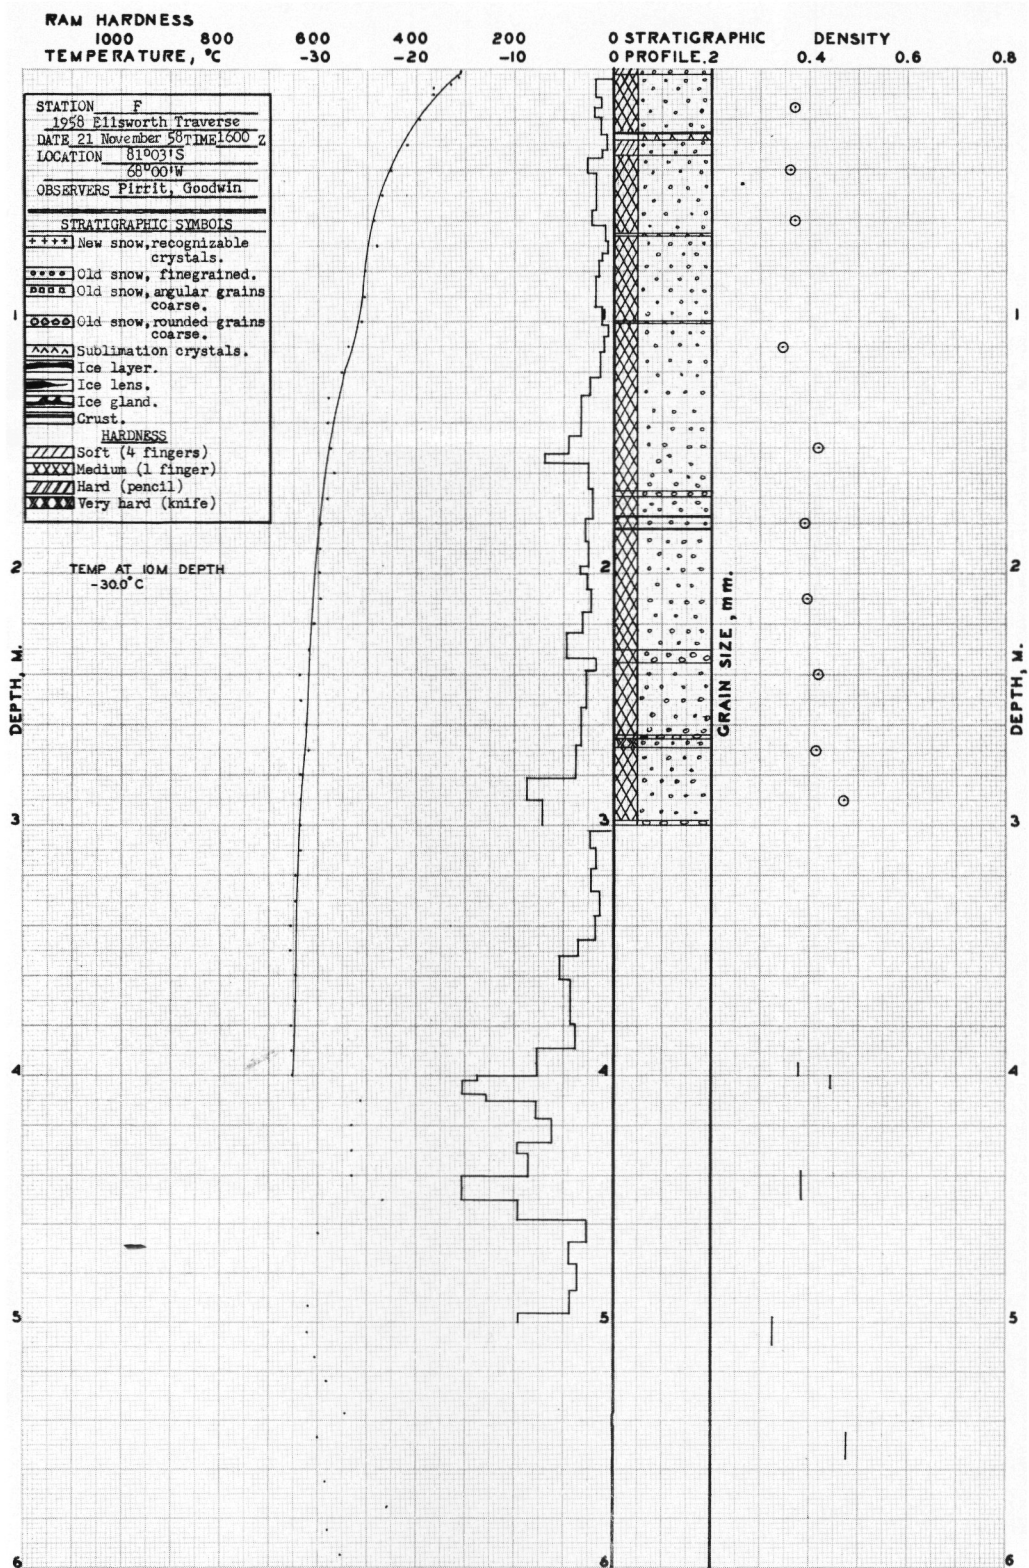 RAM HARDNESS
1000 800 600 400 200 0 STRATIGRAPHIC DENSITY
TEMPERATURE, °C -30 -20 -10 0 PROFILE .2 0.4 0.6 0.8
STATION F
1958 Ellsworth Traverse
DATE 21 November 58 TIME 1600 Z
LOCATION 81°03'S
68°00'W
OBSERVERS Pirrit, Goodwin
STRATIGRAPHIC SYMBOLS
New snow, recognizable
crystals.
Old snow, finegrained.
Old snow, angular grains
coarse.
Old snow, rounded grains
coarse.
Sublimation crystals.
Ice layer.
Ice lens.
Ice gland.
Crust.
HARDNESS
Soft (4 fingers)
Medium (1 finger)
Hard (pencil)
Very hard (knife)
1 1 1
TEMP AT 10M DEPTH
-30.0°C
2 2 2
DEPTH, M.
GRAIN SIZE, mm.
DEPTH, M.
3 3 3
4 4 4
5 5 5
6 6 6